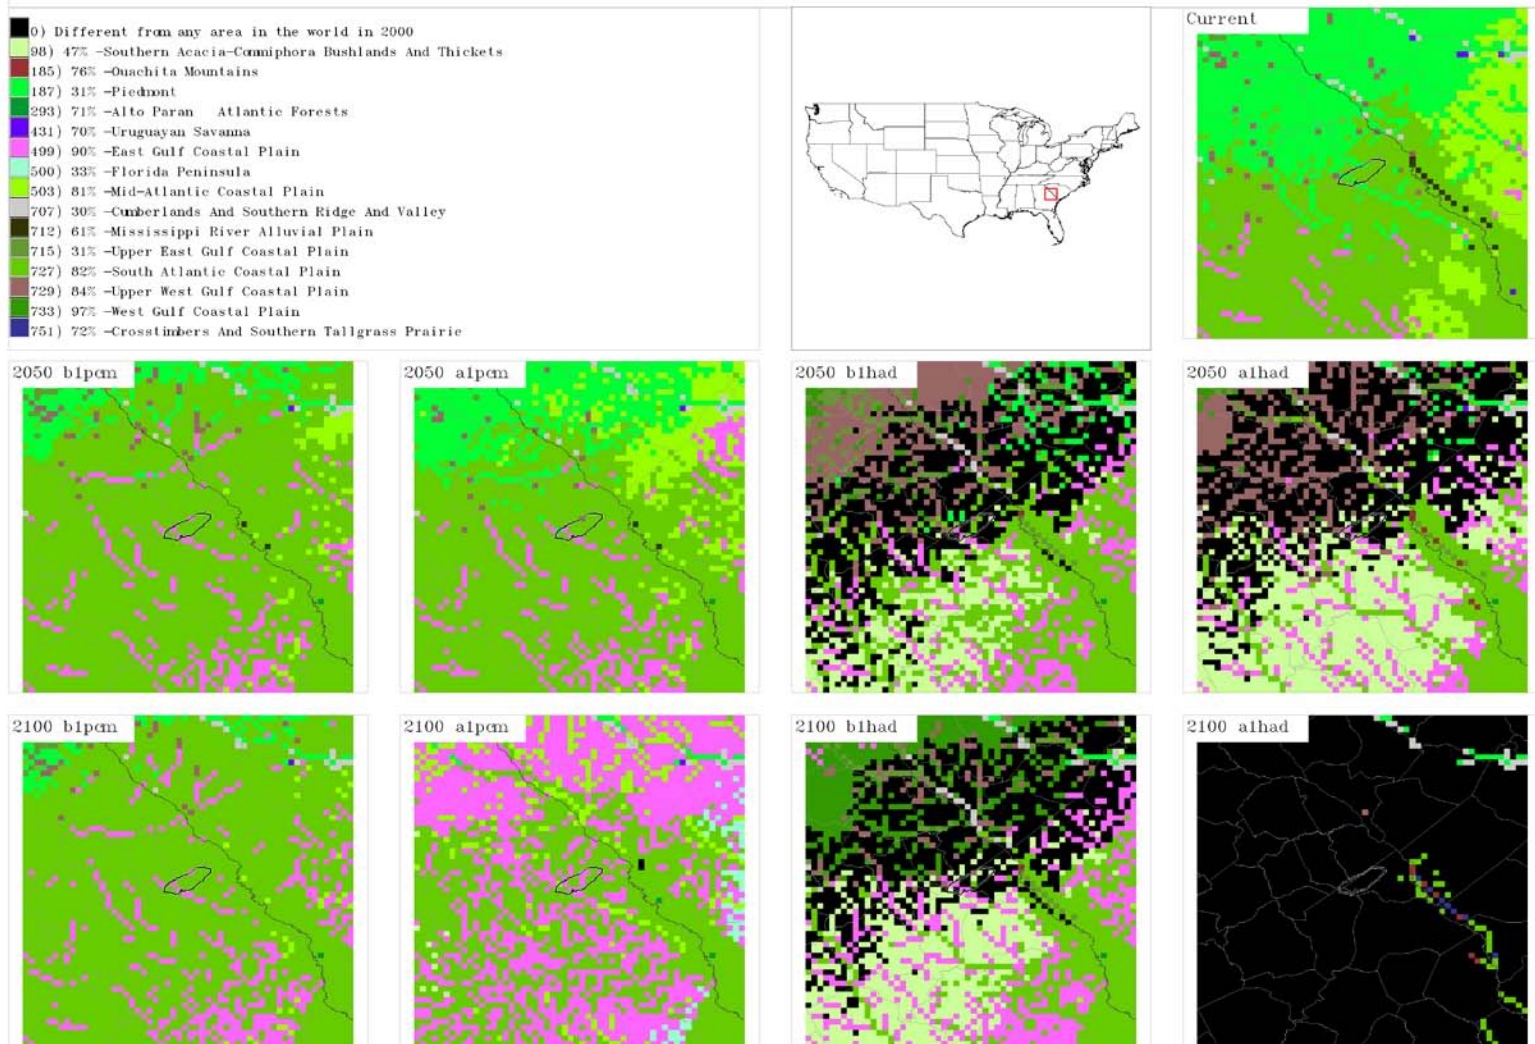 0) Different from any area in the world in 2000
98) 47% -Southern Acacia-Commiphora Bushlands And Thickets
185) 76% -Ouachita Mountains
187) 31% -Piedmont
293) 71% -Alto Paran   Atlantic Forests
431) 70% -Uruguayan Savanna
499) 90% -East Gulf Coastal Plain
500) 33% -Florida Peninsula
503) 81% -Mid-Atlantic Coastal Plain
707) 30% -Cumberlands And Southern Ridge And Valley
712) 61% -Mississippi River Alluvial Plain
715) 31% -Upper East Gulf Coastal Plain
727) 82% -South Atlantic Coastal Plain
729) 84% -Upper West Gulf Coastal Plain
733) 97% -West Gulf Coastal Plain
751) 72% -Crosstimbers And Southern Tallgrass Prairie
Current
2050 b1pcm
2050 a1pcm
2050 b1had
2050 a1had
2100 b1pcm
2100 a1pcm
2100 b1had
2100 a1had